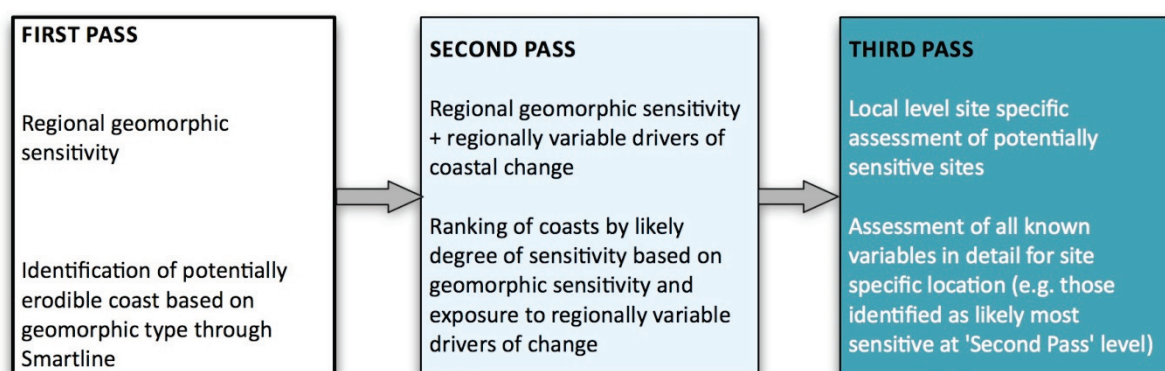 FIRST PASS
Regional geomorphic
sensitivity
Identification of potentially
erodible coast based on
geomorphic type through
Smartline
SECOND PASS
Regional geomorphic sensitivity
+ regionally variable drivers of
coastal change
Ranking of coasts by likely
degree of sensitivity based on
geomorphic sensitivity and
exposure to regionally variable
drivers of change
THIRD PASS
Local level site specific
assessment of potentially
sensitive sites
Assessment of all known
variables in detail for site
specific location (e.g. those
identified as likely most
sensitive at 'Second Pass' level)